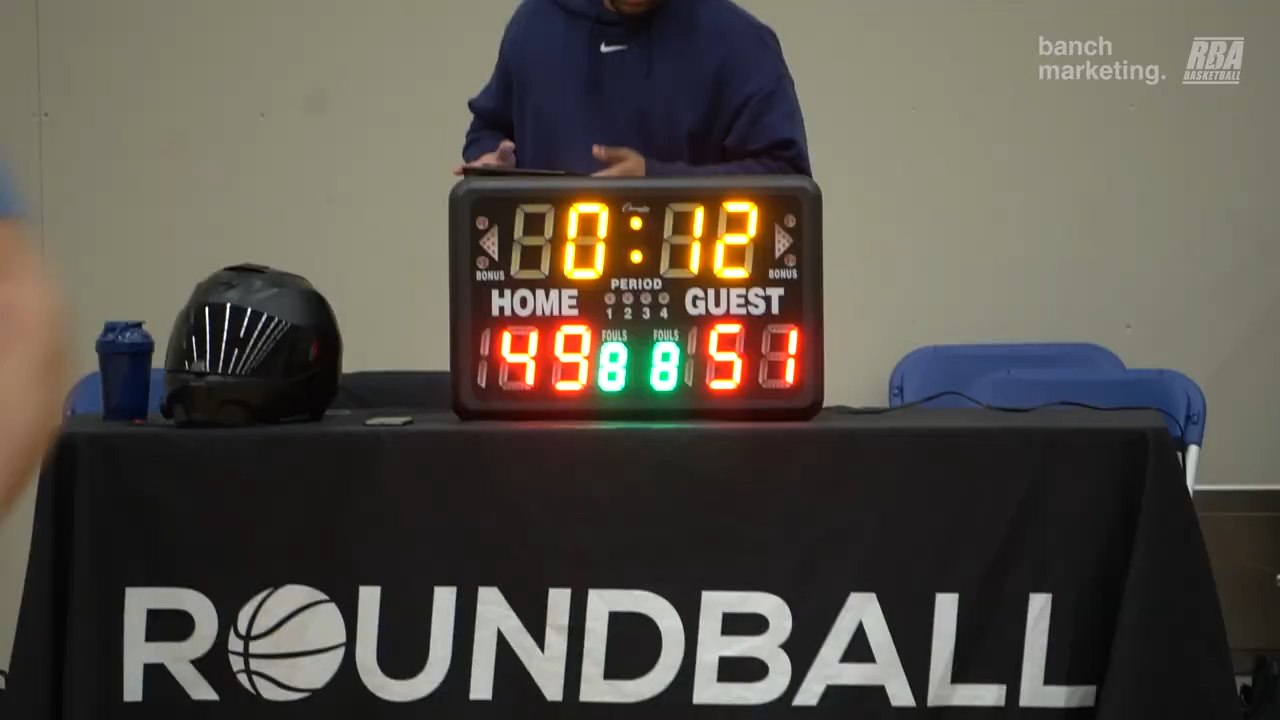 banch
marketing.
RBA
BASKETBALL
0:12
BONUS
BONUS
PERIOD
HOME
GUEST
1 2 3 4
FOULS
FOULS
49
8
8
51
ROUNDBALL